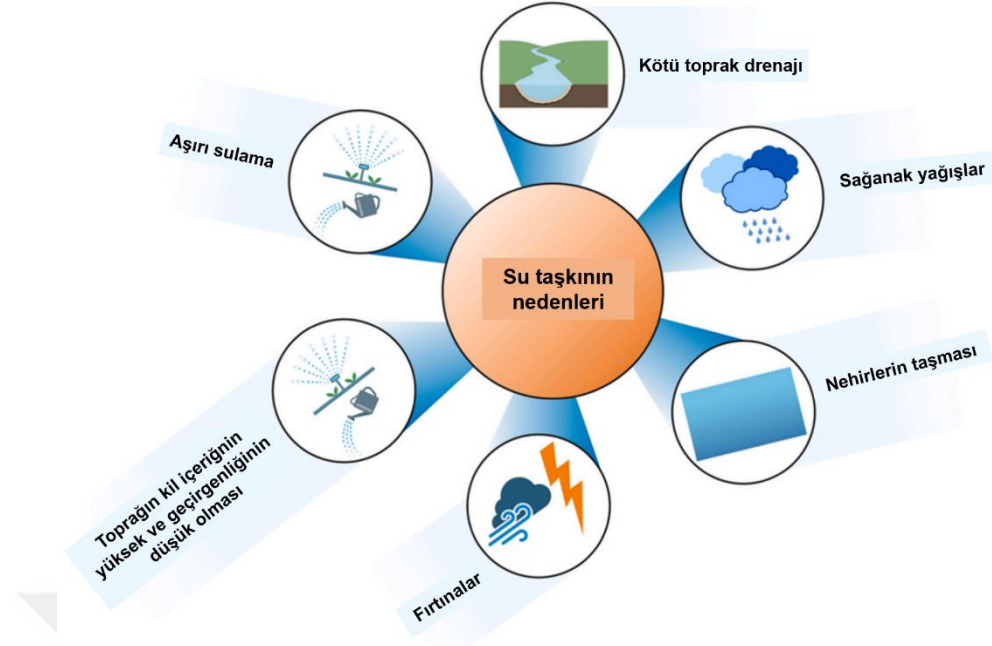 Kötü toprak drenajı
Aşırı sulama
Sağanak yağışlar
Su taşkının
nedenleri
Nehirlerin taşması
Toprağın kil içeriğnin
yüksek ve geçirgenliğinin
düşük olması
Fırtınalar